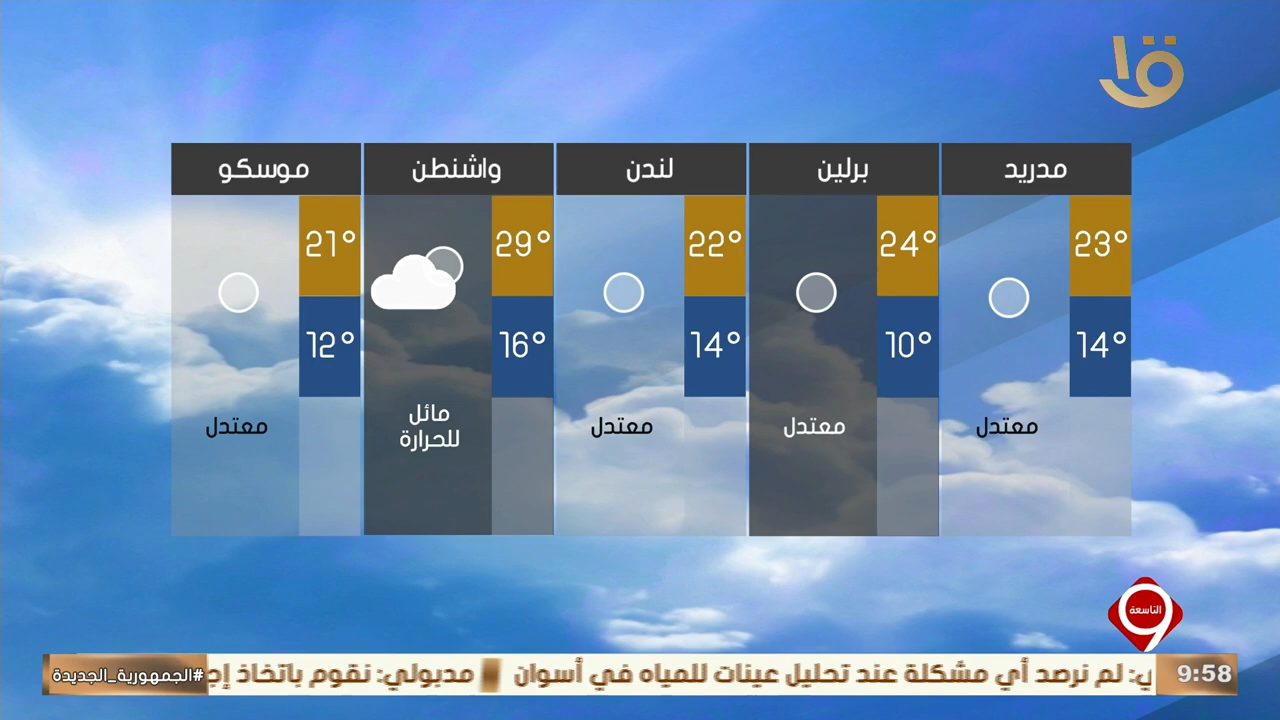 مدريد
23°
14°
معتدل
برلين
24°
10°
معتدل
لندن
22°
14°
معتدل
واشنطن
29°
16°
مائل
للحرارة
موسكو
21°
12°
معتدل
التاسعة
9
9:58
لم نرصد أي مشكلة عند تحليل عينات للمياه في أسوان
مدبولي: نقوم باتخاذ
#الجمهورية_الجديدة